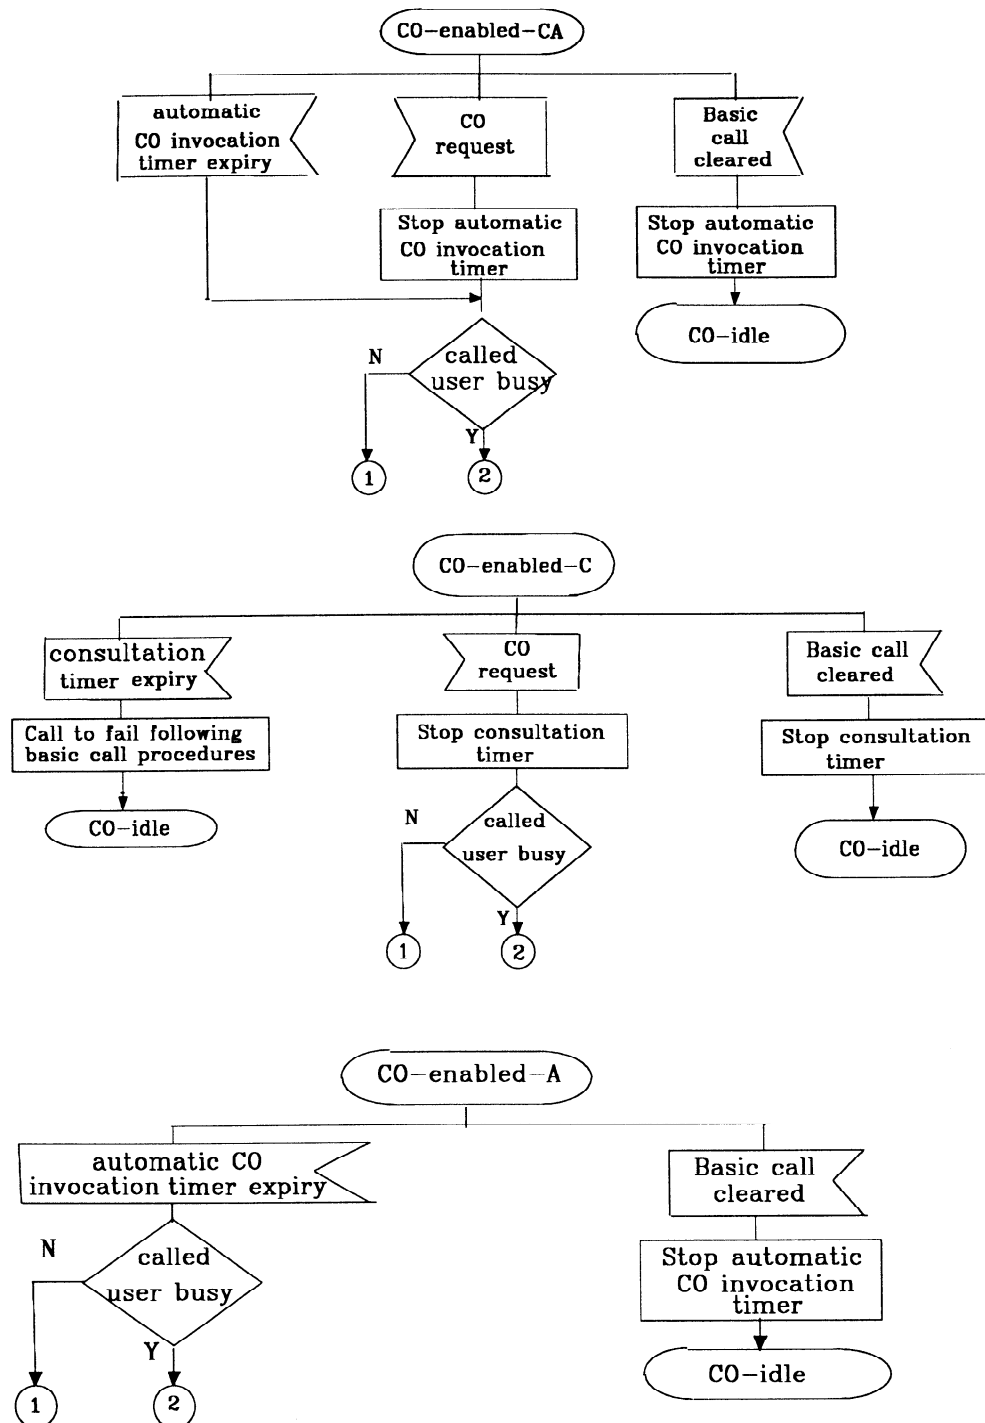 CO-enabled-CA
automatic
CO invocation
timer expiry
CO
request
Basic
call
cleared
Stop automatic
CO invocation
timer
Stop automatic
CO invocation
timer
CO-idle
called
user busy
N
Y
1
2
CO-enabled-C
consultation
timer expiry
CO
request
Basic call
cleared
Call to fail following
basic call procedures
Stop consultation
timer
Stop consultation
timer
CO-idle
called
user busy
CO-idle
N
Y
1
2
CO-enabled-A
automatic CO
invocation timer expiry
Basic call
cleared
called
user busy
N
Stop automatic
CO invocation
timer
Y
CO-idle
1
2